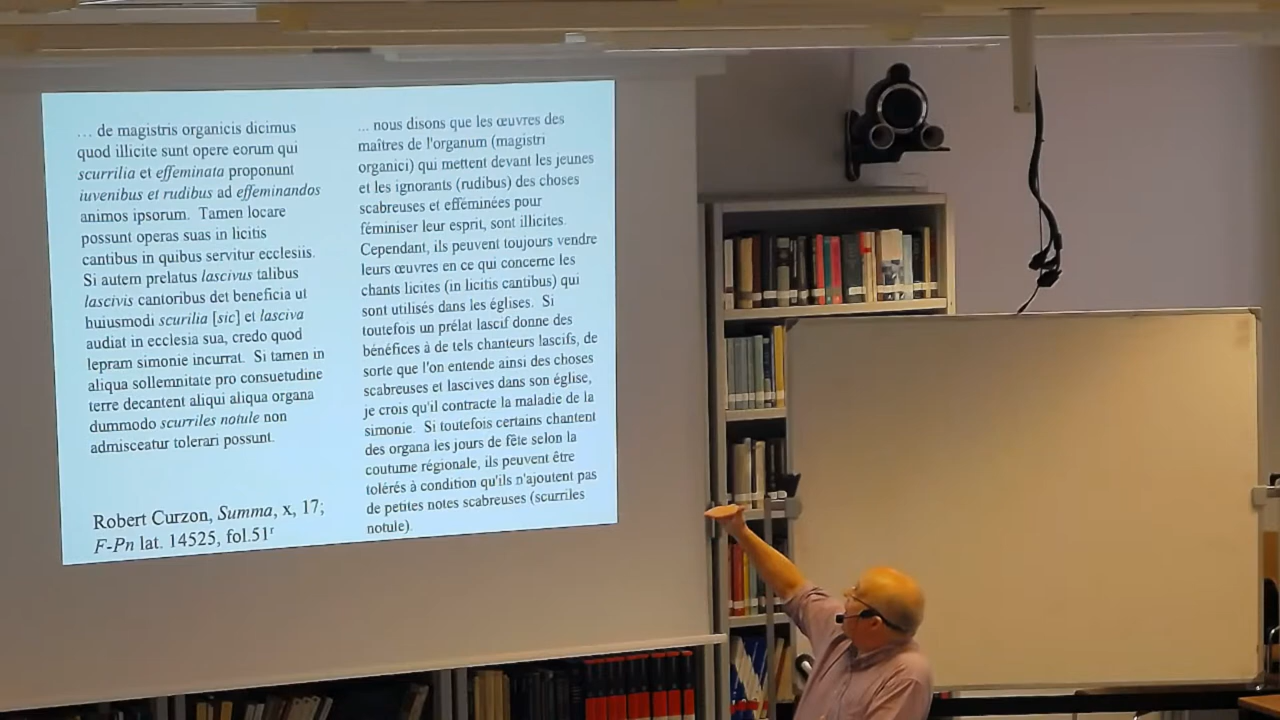 … de magistris organicis dicimus
quod illicite sunt opere eorum qui
scurrilia et effeminata proponunt
iuvenibus et rudibus ad effeminandos
animos ipsorum. Tamen locare
possunt operas suas in licitis
cantibus in quibus servitur ecclesiis.
Si autem prelatus lascivus talibus
lascivis cantoribus det beneficia ut
huiusmodi scurilia [sic] et lasciva
audiat in ecclesia sua, credo quod
lepram simonie incurrat. Si tamen in
aliqua sollemnitate pro consuetudine
terre decantent aliqui aliqua organa
dummodo scurriles notule non
admisceatur tolerari possunt.
Robert Curzon, Summa, x, 17;
F-Pn lat. 14525, fol.51r
... nous disons que les œuvres des
maîtres de l'organum (magistri
organici) qui mettent devant les jeunes
et les ignorants (rudibus) des choses
scabreuses et efféminées pour
féminiser leur esprit, sont illicites.
Cependant, ils peuvent toujours vendre
leurs œuvres en ce qui concerne les
chants licites (in licitis cantibus) qui
sont utilisés dans les églises. Si
toutefois un prélat lascif donne des
bénéfices à de tels chanteurs lascifs, de
sorte que l'on entende ainsi des choses
scabreuses et lascives dans son église,
je crois qu'il contracte la maladie de la
simonie. Si toutefois certains chantent
des organa les jours de fête selon la
coutume régionale, ils peuvent être
tolérés à condition qu'ils n'ajoutent pas
de petites notes scabreuses (scurriles
notule).